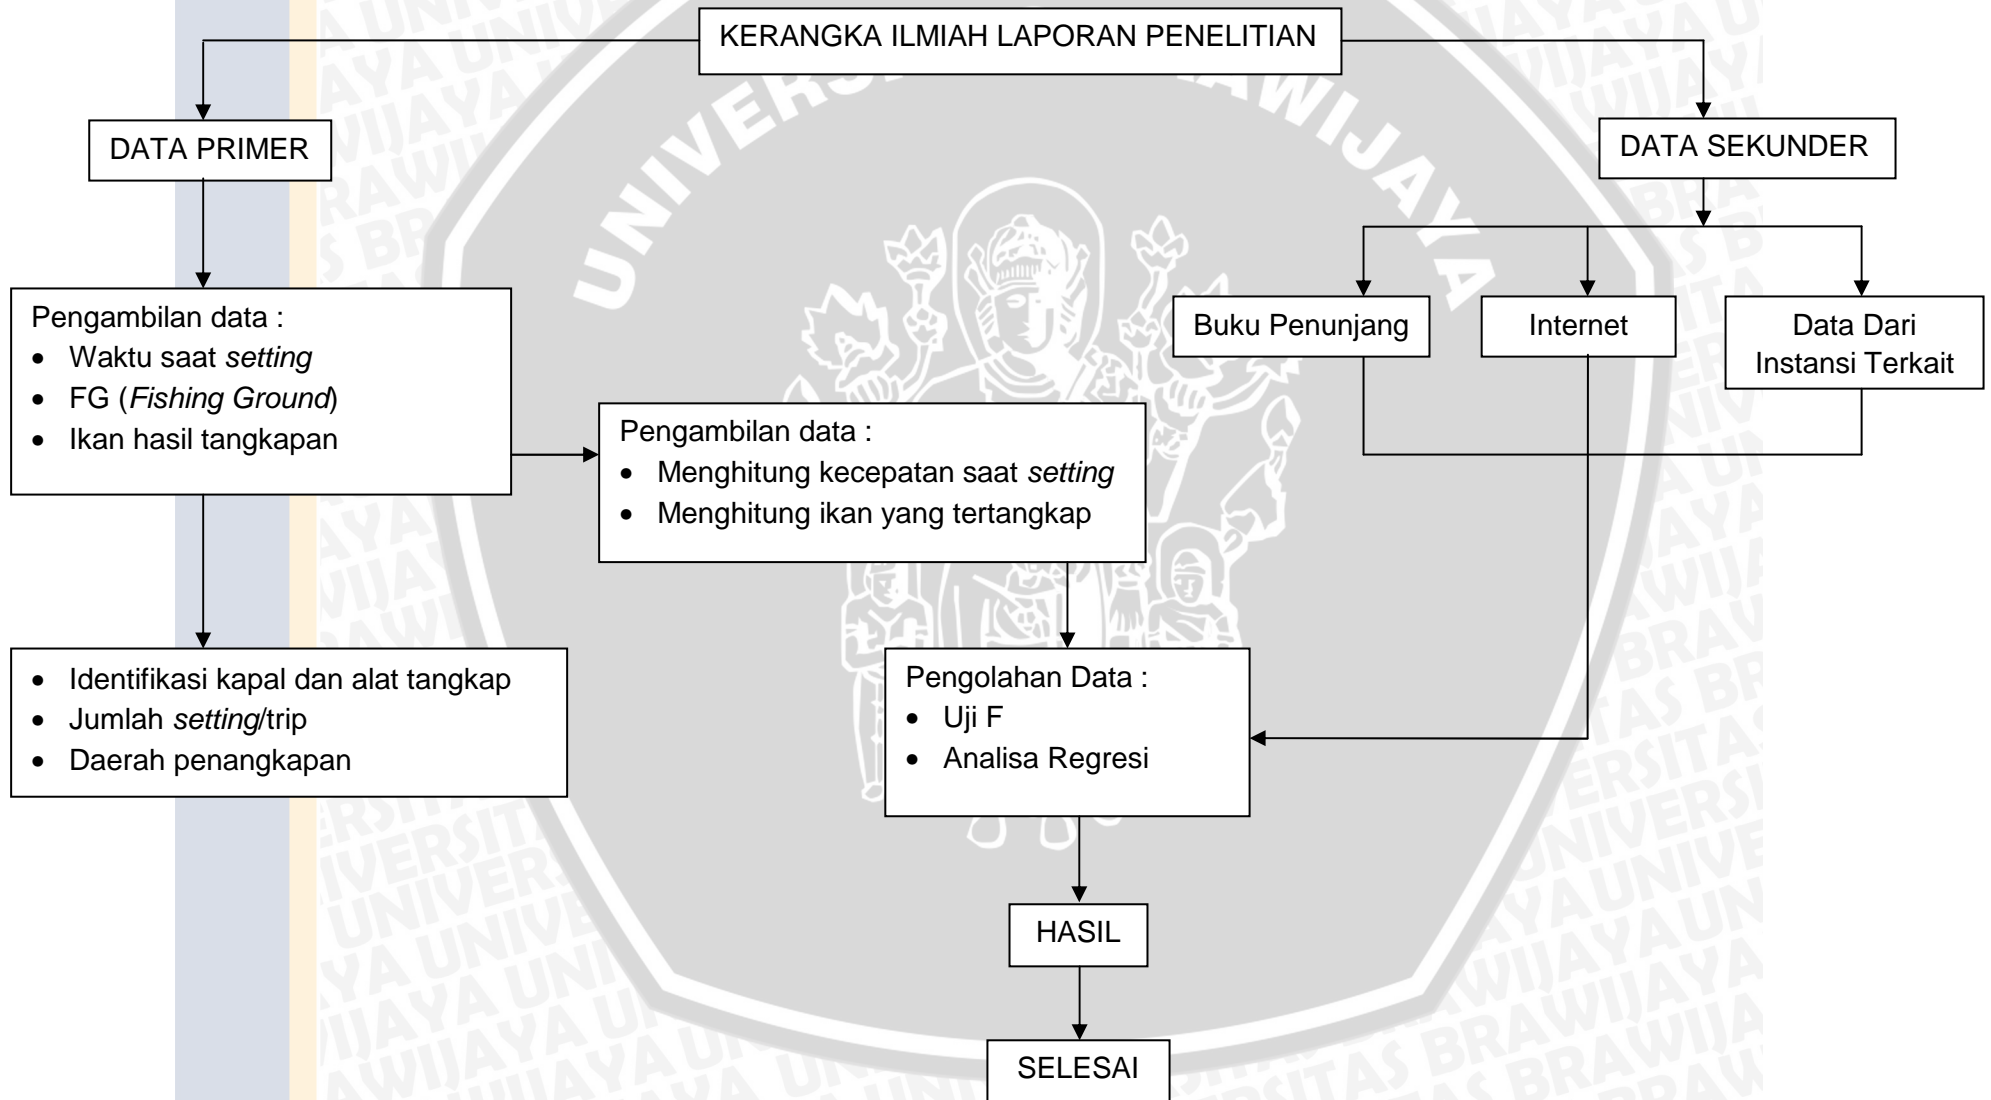 KERANGKA ILMIAH LAPORAN PENELITIAN
DATA PRIMER
DATA SEKUNDER
Pengambilan data :
• Waktu saat setting
• FG (Fishing Ground)
• Ikan hasil tangkapan
Buku Penunjang
Internet
Data Dari
Instansi Terkait
Pengambilan data :
• Menghitung kecepatan saat setting
• Menghitung ikan yang tertangkap
• Identifikasi kapal dan alat tangkap
• Jumlah setting/trip
• Daerah penangkapan
Pengolahan Data :
• Uji F
• Analisa Regresi
HASIL
SELESAI